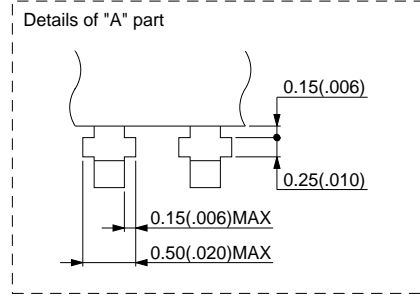 Details of "A" part
0.15(.006)
0.25(.010)
0.15(.006)MAX
0.50(.020)MAX